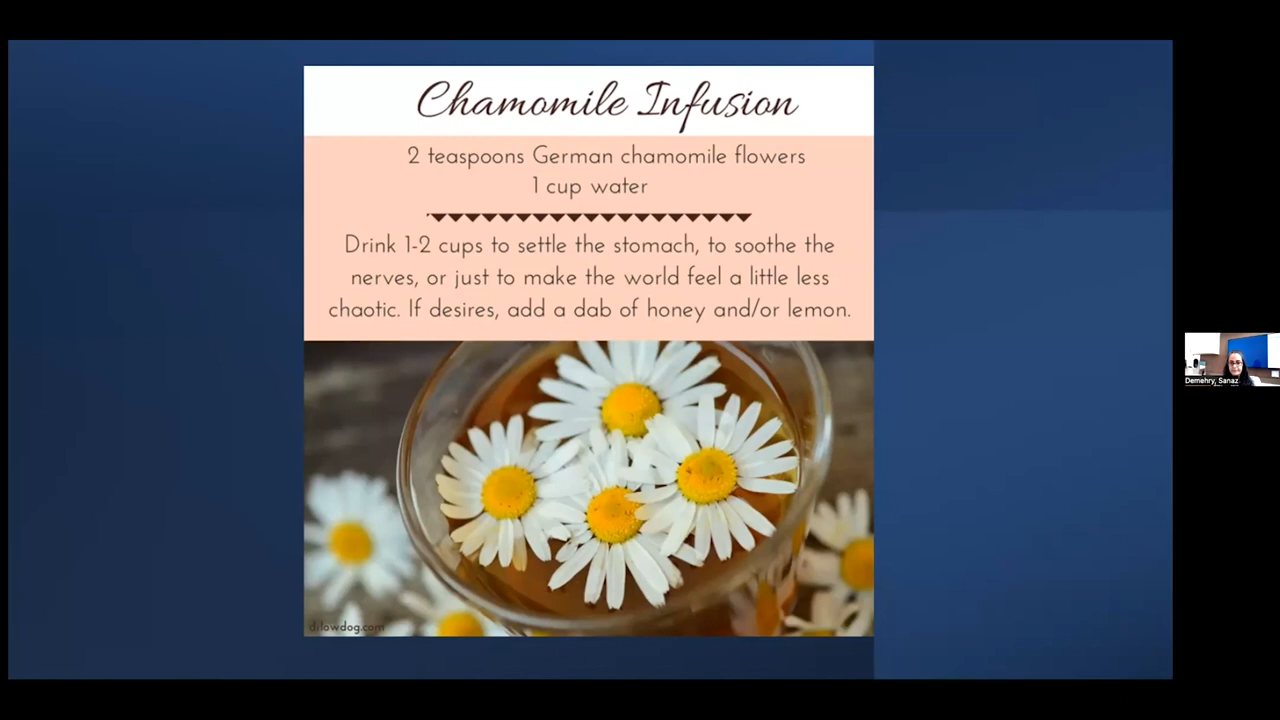 Chamomile Infusion
2 teaspoons German chamomile flowers
1 cup water
Drink 1-2 cups to settle the stomach, to soothe the
nerves, or just to make the world feel a little less
chaotic. If desires, add a dab of honey and/or lemon.
drlowdog.com
Demehry, Sanaz